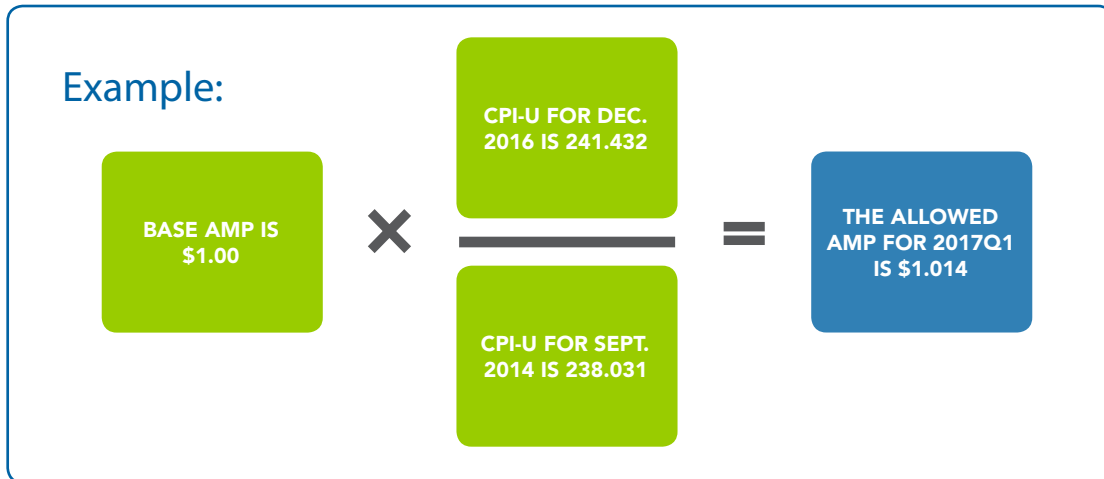 Example:
BASE AMP IS
$1.00
×
CPI-U FOR DEC.
2016 IS 241.432
CPI-U FOR SEPT.
2014 IS 238.031
=
THE ALLOWED
AMP FOR 2017Q1
IS $1.014